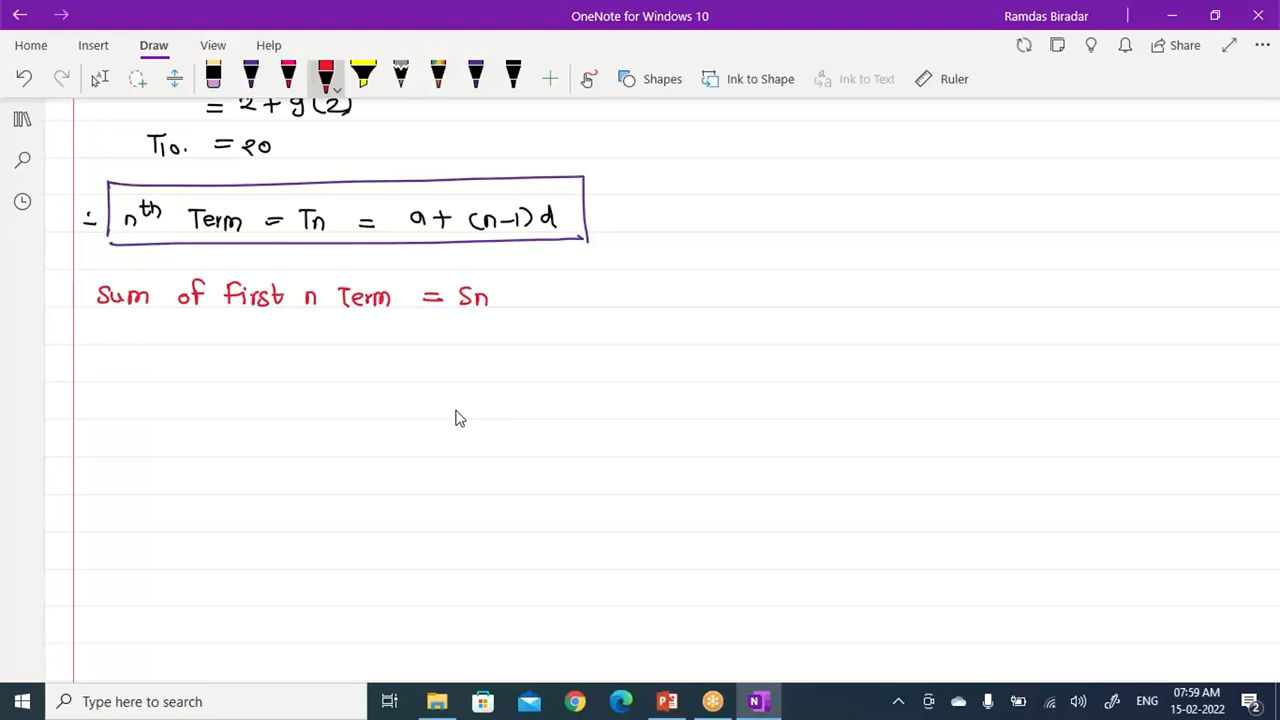 OneNote for Windows 10
Ramdas Biradar
Home Insert Draw View Help
Share
Shapes Ink to Shape Ink to Text Ruler
= 2 + 9 (2)
T10. = 20
∴ nth Term = Tn = a + (n-1) d
Sum of first n Term = Sn
Type here to search
ENG
07:59 AM
15-02-2022
2